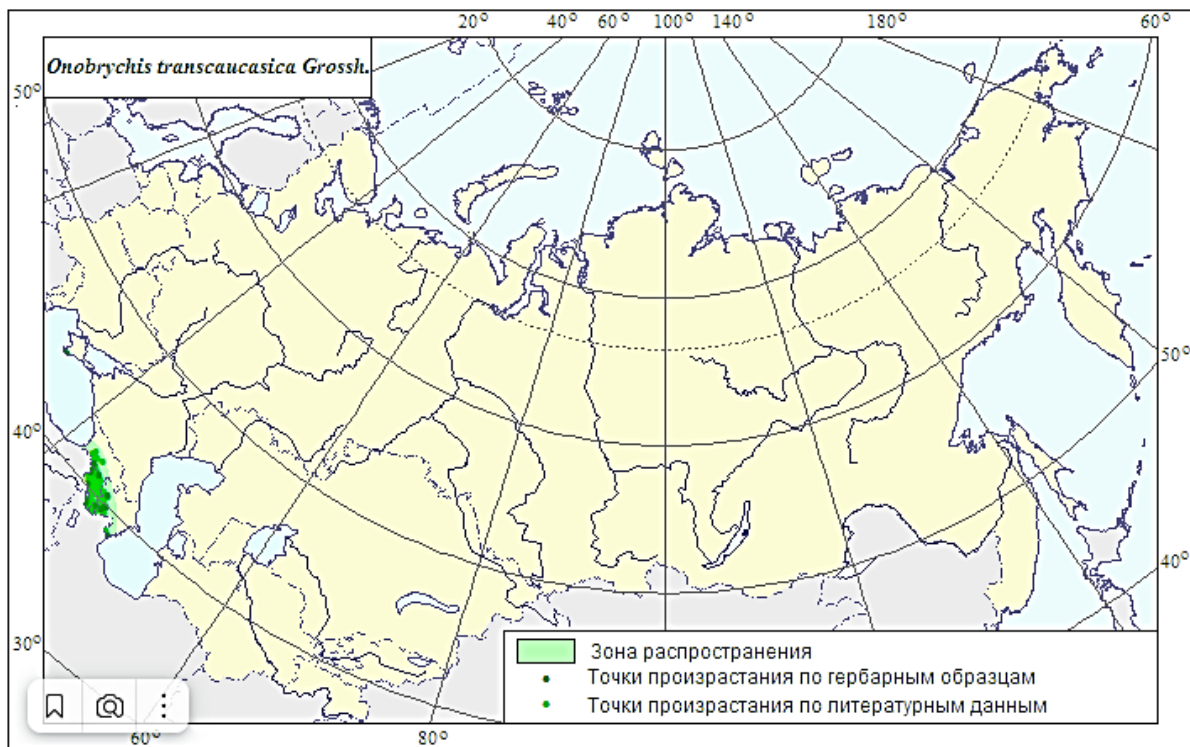 20° 40° 60° 100° 140° 180° 60°
Onobrychis transcaucasica Grossh.
50°
50°
40°
40°
30°
Зона распространения
Точки произрастания по гербарным образцам
Точки произрастания по литературным данным
60° 80°